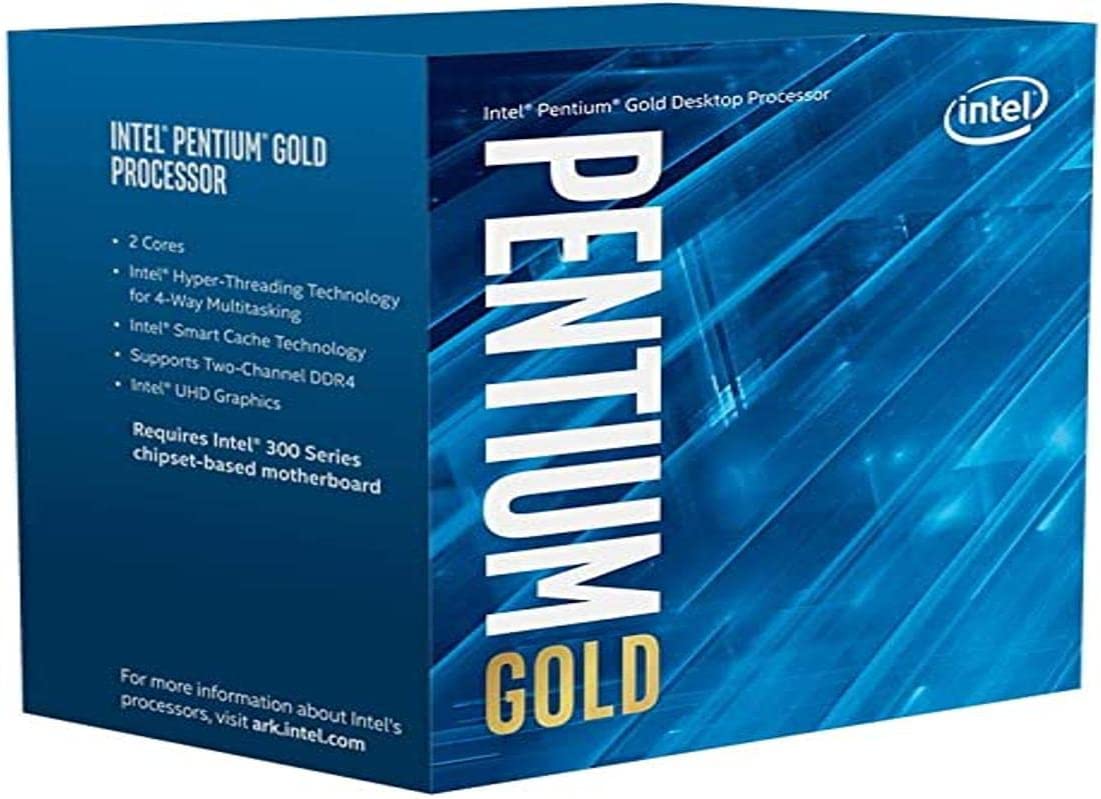 INTEL® PENTIUM® GOLD
PROCESSOR
• 2 Cores
• Intel® Hyper-Threading Technology
for 4-Way Multitasking
• Intel® Smart Cache Technology
• Supports Two-Channel DDR4
• Intel® UHD Graphics
Requires Intel® 300 Series
chipset-based motherboard
For more information about Intel's
processors, visit ark.intel.com
Intel® Pentium® Gold Desktop Processor
intel®
PENTIUM
GOLD